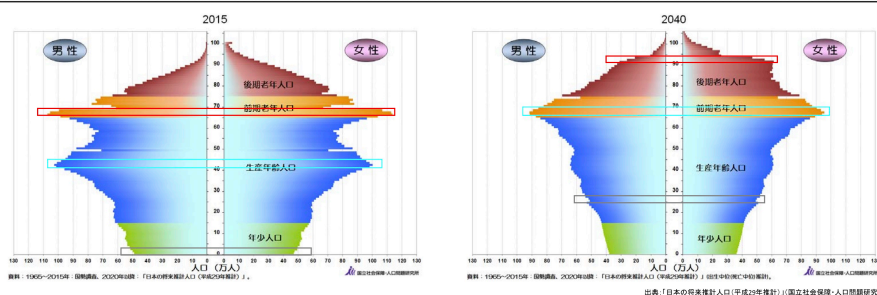 2015
男 性
女 性
後期老年人口
前期老年人口
生産年齢人口
年少人口
100
90
80
70
60
50
40
30
20
10
0
130 120 110 100 90 80 70 60 50 40 30 20 10 0
0 10 20 30 40 50 60 70 80 90 100 110 120 130
人 口 (万人)
資料:1965~2015年:国勢調査、2020年以降:「日本の将来推計人口(平成29年推計)」。
国立社会保障・人口問題研究所
2040
男 性
女 性
後期老年人口
前期老年人口
生産年齢人口
年少人口
100
90
80
70
60
50
40
30
20
10
0
130 120 110 100 90 80 70 60 50 40 30 20 10 0
0 10 20 30 40 50 60 70 80 90 100 110 120 130
人 口 (万人)
資料:1965~2015年:国勢調査、2020年以降:「日本の将来推計人口(平成29年推計)」(出生中位(死亡中位)推計)。
国立社会保障・人口問題研究所
出典:「日本の将来推計人口(平成29年推計)」(国立社会保障・人口問題研究